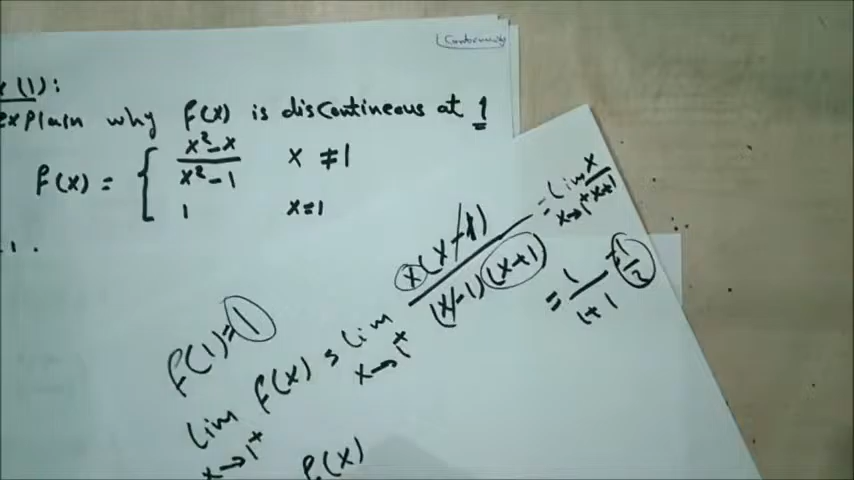 Continuity
x (1):
explain why f(x) is discontineous at 1
f(x) = { (x² - x)/(x² - 1)   x ≠ 1
1   x = 1
1.
f(1) = 1
lim x→1⁺ f(x) = lim x→1⁺ x(x-1)/(x-1)(x+1) = lim x→1⁺ x/(x+1)
= 1/(1+1) = 1/2
f(x)